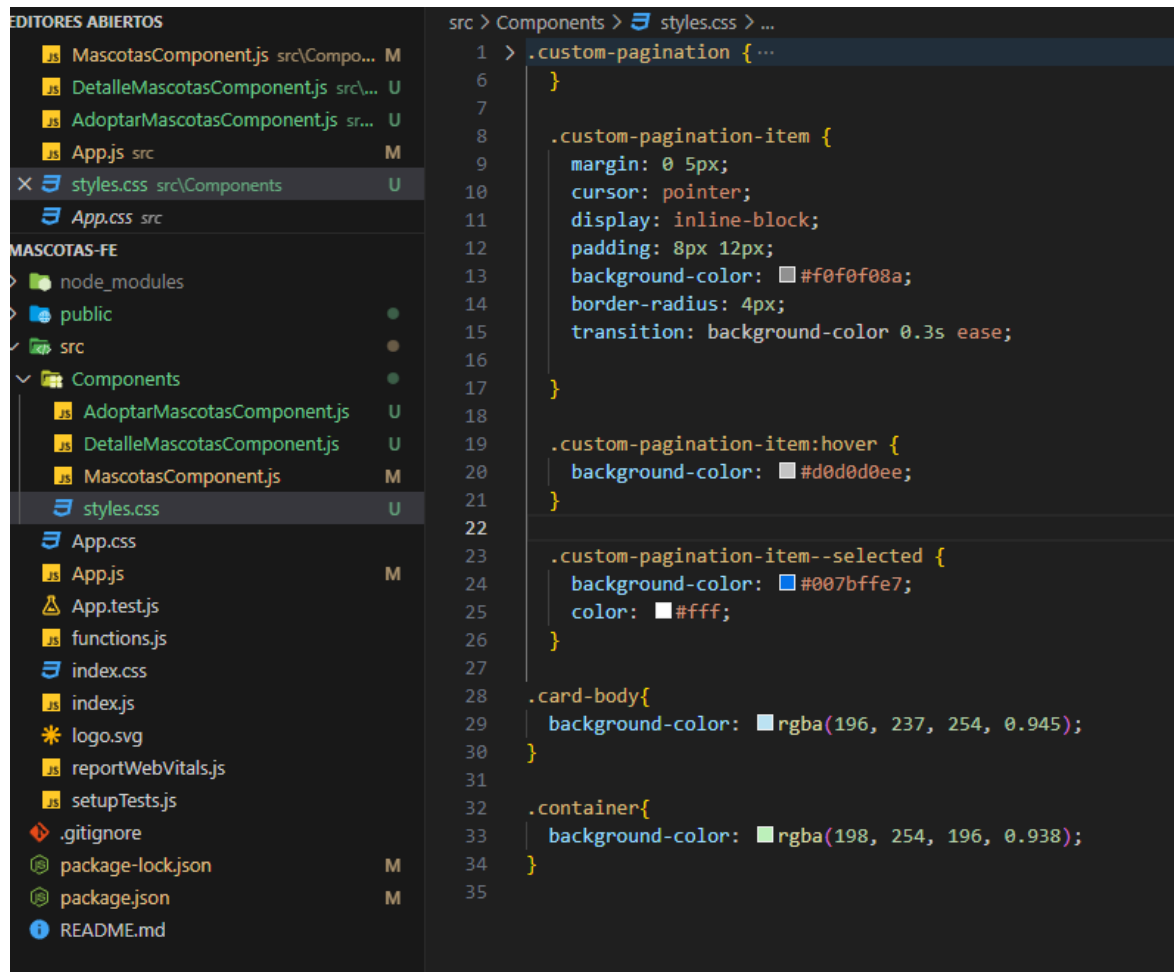 EDITORES ABIERTOS
MascotasComponent.js src\Compo... M
DetalleMascotasComponent.js src\... U
AdoptarMascotasComponent.js sr... U
App.js src M
styles.css src\Components U
App.css src
MASCOTAS-FE
node_modules
public
src
Components
AdoptarMascotasComponent.js U
DetalleMascotasComponent.js U
MascotasComponent.js M
styles.css U
App.css
App.js M
App.test.js
functions.js
index.css
index.js
logo.svg
reportWebVitals.js
setupTests.js
.gitignore
package-lock.json M
package.json M
README.md
src > Components > styles.css > ...
1 > .custom-pagination { ...
6 }
7
8 .custom-pagination-item {
9 margin: 0 5px;
10 cursor: pointer;
11 display: inline-block;
12 padding: 8px 12px;
13 background-color: #f0f0f08a;
14 border-radius: 4px;
15 transition: background-color 0.3s ease;
16
17 }
18
19 .custom-pagination-item:hover {
20 background-color: #d0d0d0ee;
21 }
22
23 .custom-pagination-item--selected {
24 background-color: #007bffe7;
25 color: #fff;
26 }
27
28 .card-body{
29 background-color: rgba(196, 237, 254, 0.945);
30 }
31
32 .container{
33 background-color: rgba(198, 254, 196, 0.938);
34 }
35